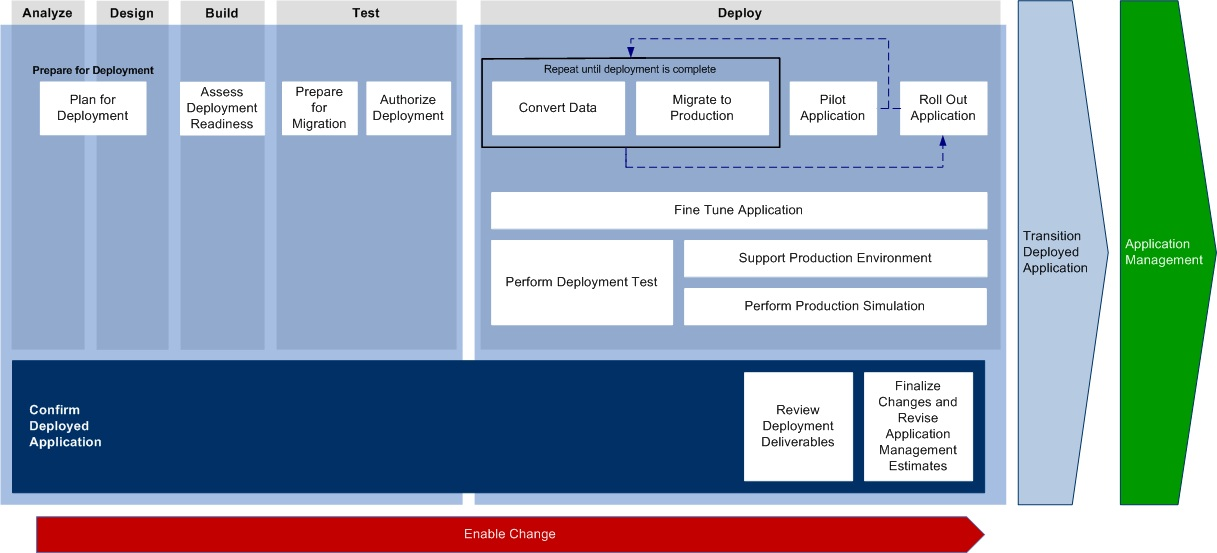 Analyze
Design
Build
Test
Deploy
Prepare for Deployment
Plan for
Deployment
Assess
Deployment
Readiness
Prepare
for
Migration
Authorize
Deployment
Repeat until deployment is complete
Convert Data
Migrate to
Production
Pilot
Application
Roll Out
Application
Fine Tune Application
Perform Deployment Test
Support Production Environment
Perform Production Simulation
Transition
Deployed
Application
Application
Management
Confirm
Deployed
Application
Review
Deployment
Deliverables
Finalize
Changes and
Revise
Application
Management
Estimates
Enable Change